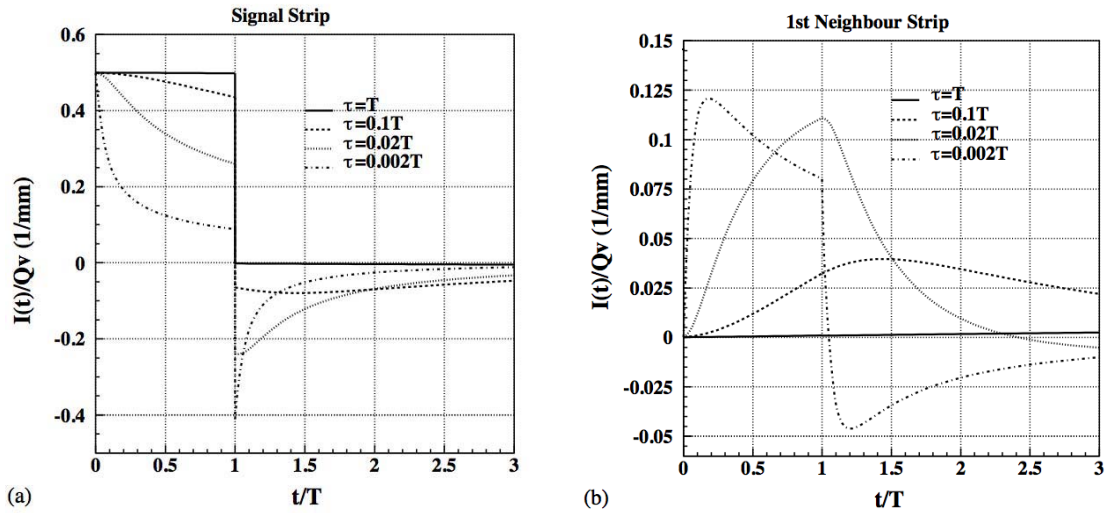 Signal Strip
I(t)/Qv (1/mm)
0.6
0.4
0.2
0
-0.2
-0.4
τ=T
τ=0.1T
τ=0.02T
τ=0.002T
0
0.5
1
1.5
2
2.5
3
t/T
(a)
1st Neighbour Strip
I(t)/Qv (1/mm)
0.15
0.125
0.1
0.075
0.05
0.025
0
-0.025
-0.05
τ=T
τ=0.1T
τ=0.02T
τ=0.002T
0
0.5
1
1.5
2
2.5
3
t/T
(b)